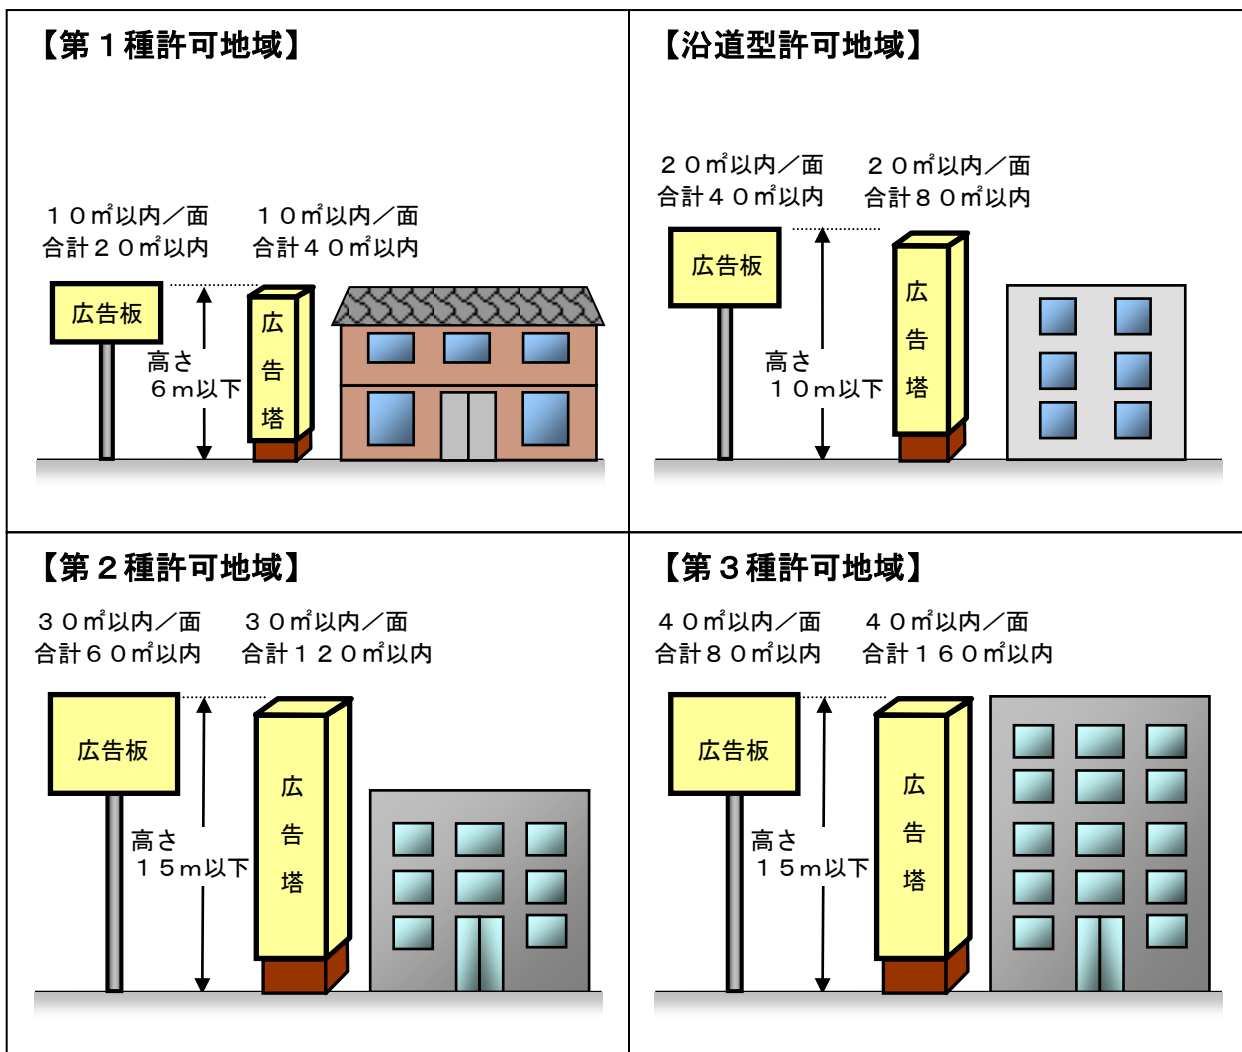 【第１種許可地域】
１０㎡以内／面
合計２０㎡以内
１０㎡以内／面
合計４０㎡以内
広告板
高さ
６ｍ以下
広
告
塔
【沿道型許可地域】
２０㎡以内／面
合計４０㎡以内
２０㎡以内／面
合計８０㎡以内
広告板
高さ
１０ｍ以下
広
告
塔
【第２種許可地域】
３０㎡以内／面
合計６０㎡以内
３０㎡以内／面
合計１２０㎡以内
広告板
高さ
１５ｍ以下
広
告
塔
【第３種許可地域】
４０㎡以内／面
合計８０㎡以内
４０㎡以内／面
合計１６０㎡以内
広告板
高さ
１５ｍ以下
広
告
塔